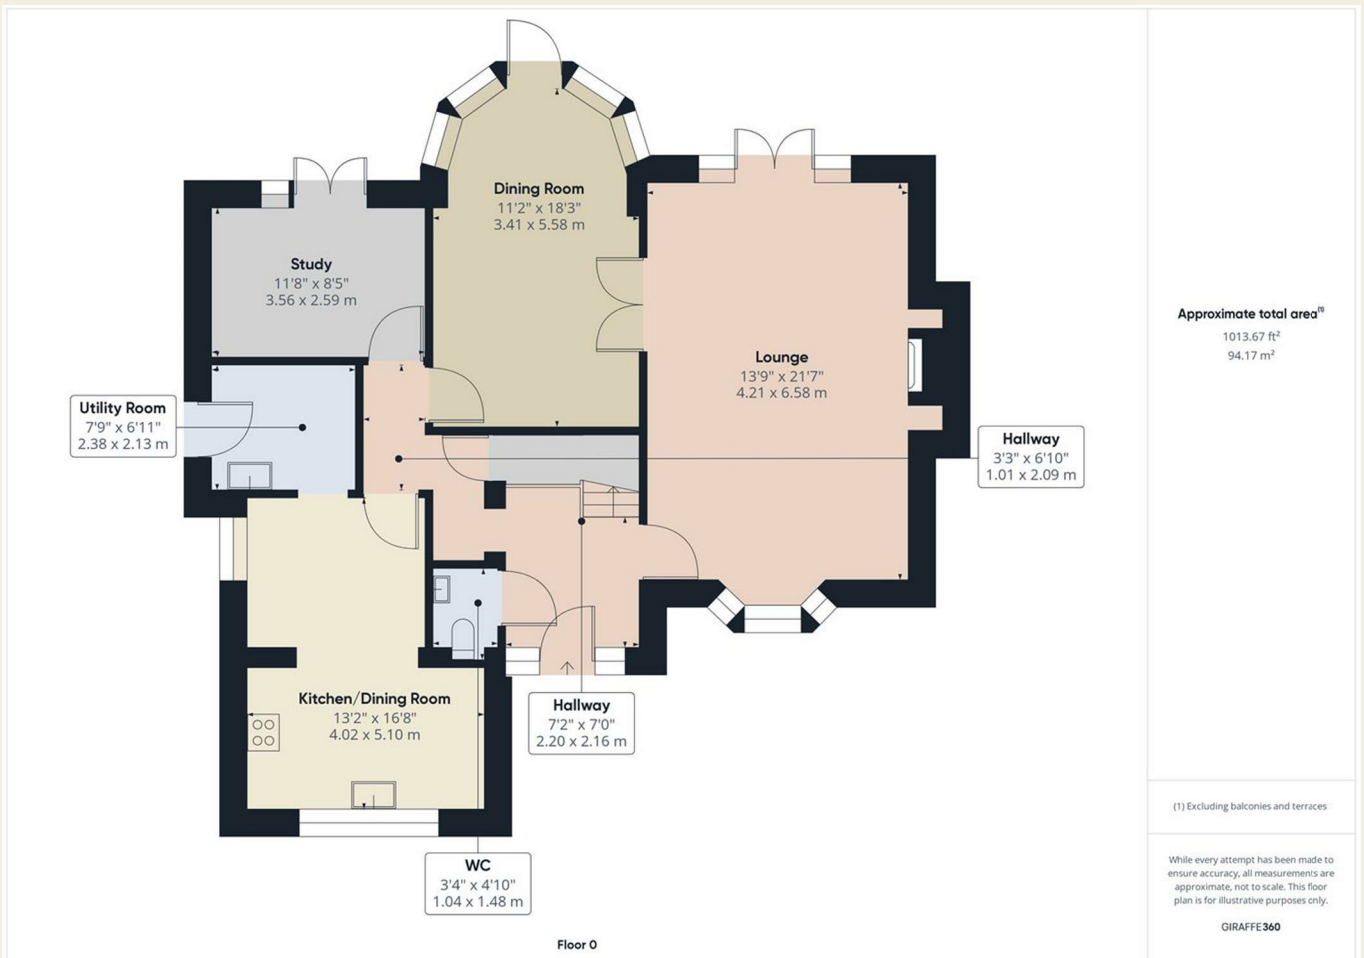 Dining Room
11'2" x 18'3"
3.41 x 5.58 m
Study
11'8" x 8'5"
3.56 x 2.59 m
Lounge
13'9" x 21'7"
4.21 x 6.58 m
Utility Room
7'9" x 6'11"
2.38 x 2.13 m
Hallway
3'3" x 6'10"
1.01 x 2.09 m
Kitchen/Dining Room
13'2" x 16'8"
4.02 x 5.10 m
Hallway
7'2" x 7'0"
2.20 x 2.16 m
WC
3'4" x 4'10"
1.04 x 1.48 m
Floor 0
Approximate total area(1)
1013.67 ft²
94.17 m²
(1) Excluding balconies and terraces
While every attempt has been made to
ensure accuracy, all measurements are
approximate, not to scale. This floor
plan is for illustrative purposes only.
GIRAFFE360